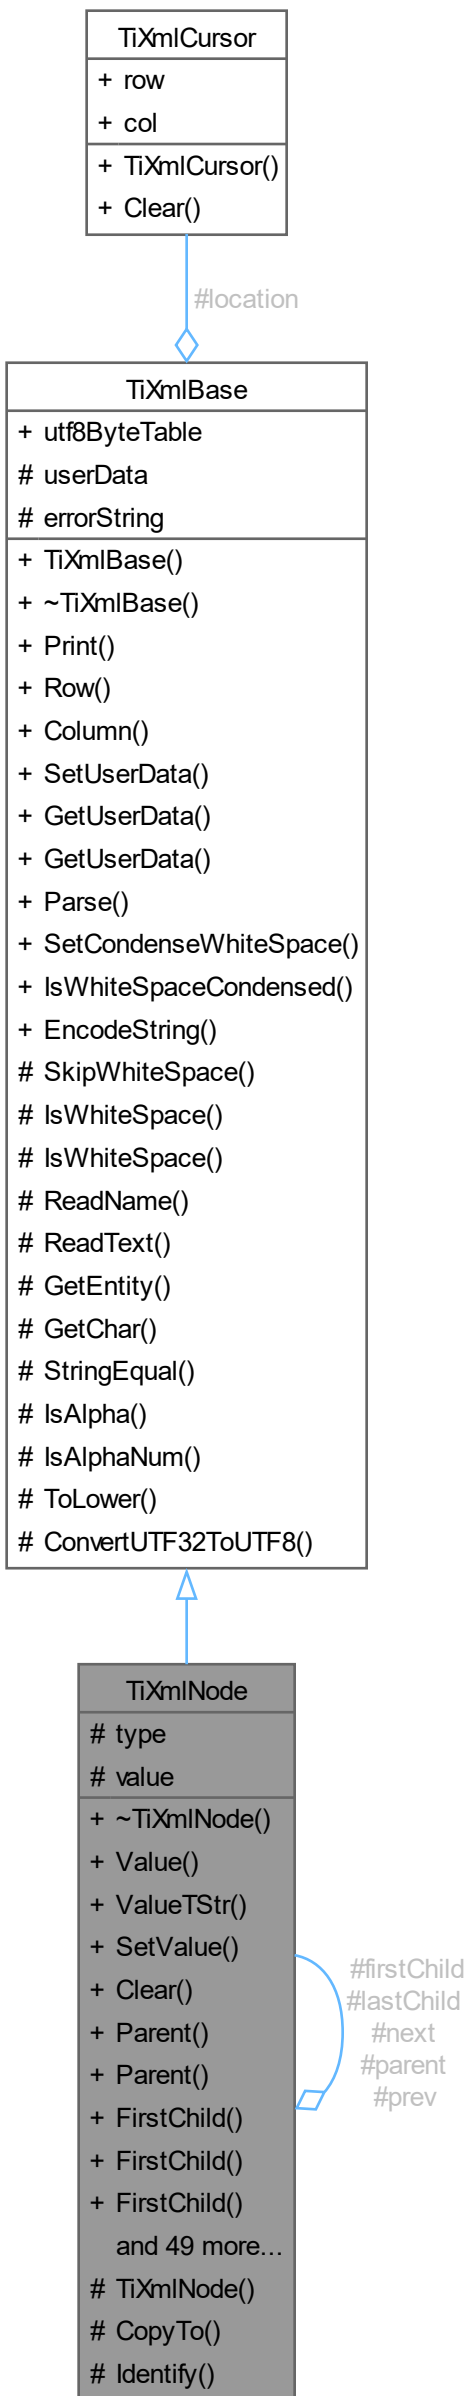 TiXmlCursor
+ row
+ col
+ TiXmlCursor()
+ Clear()
#location
TiXmlBase
+ utf8ByteTable
# userData
# errorString
+ TiXmlBase()
+ ~TiXmlBase()
+ Print()
+ Row()
+ Column()
+ SetUserData()
+ GetUserData()
+ GetUserData()
+ Parse()
+ SetCondenseWhiteSpace()
+ IsWhiteSpaceCondensed()
+ EncodeString()
# SkipWhiteSpace()
# IsWhiteSpace()
# IsWhiteSpace()
# ReadName()
# ReadText()
# GetEntity()
# GetChar()
# StringEqual()
# IsAlpha()
# IsAlphaNum()
# ToLower()
# ConvertUTF32ToUTF8()
TiXmlNode
# type
# value
+ ~TiXmlNode()
+ Value()
+ ValueTStr()
+ SetValue()
+ Clear()
+ Parent()
+ Parent()
+ FirstChild()
+ FirstChild()
+ FirstChild()
and 49 more...
# TiXmlNode()
# CopyTo()
# Identify()
#firstChild
#lastChild
#next
#parent
#prev